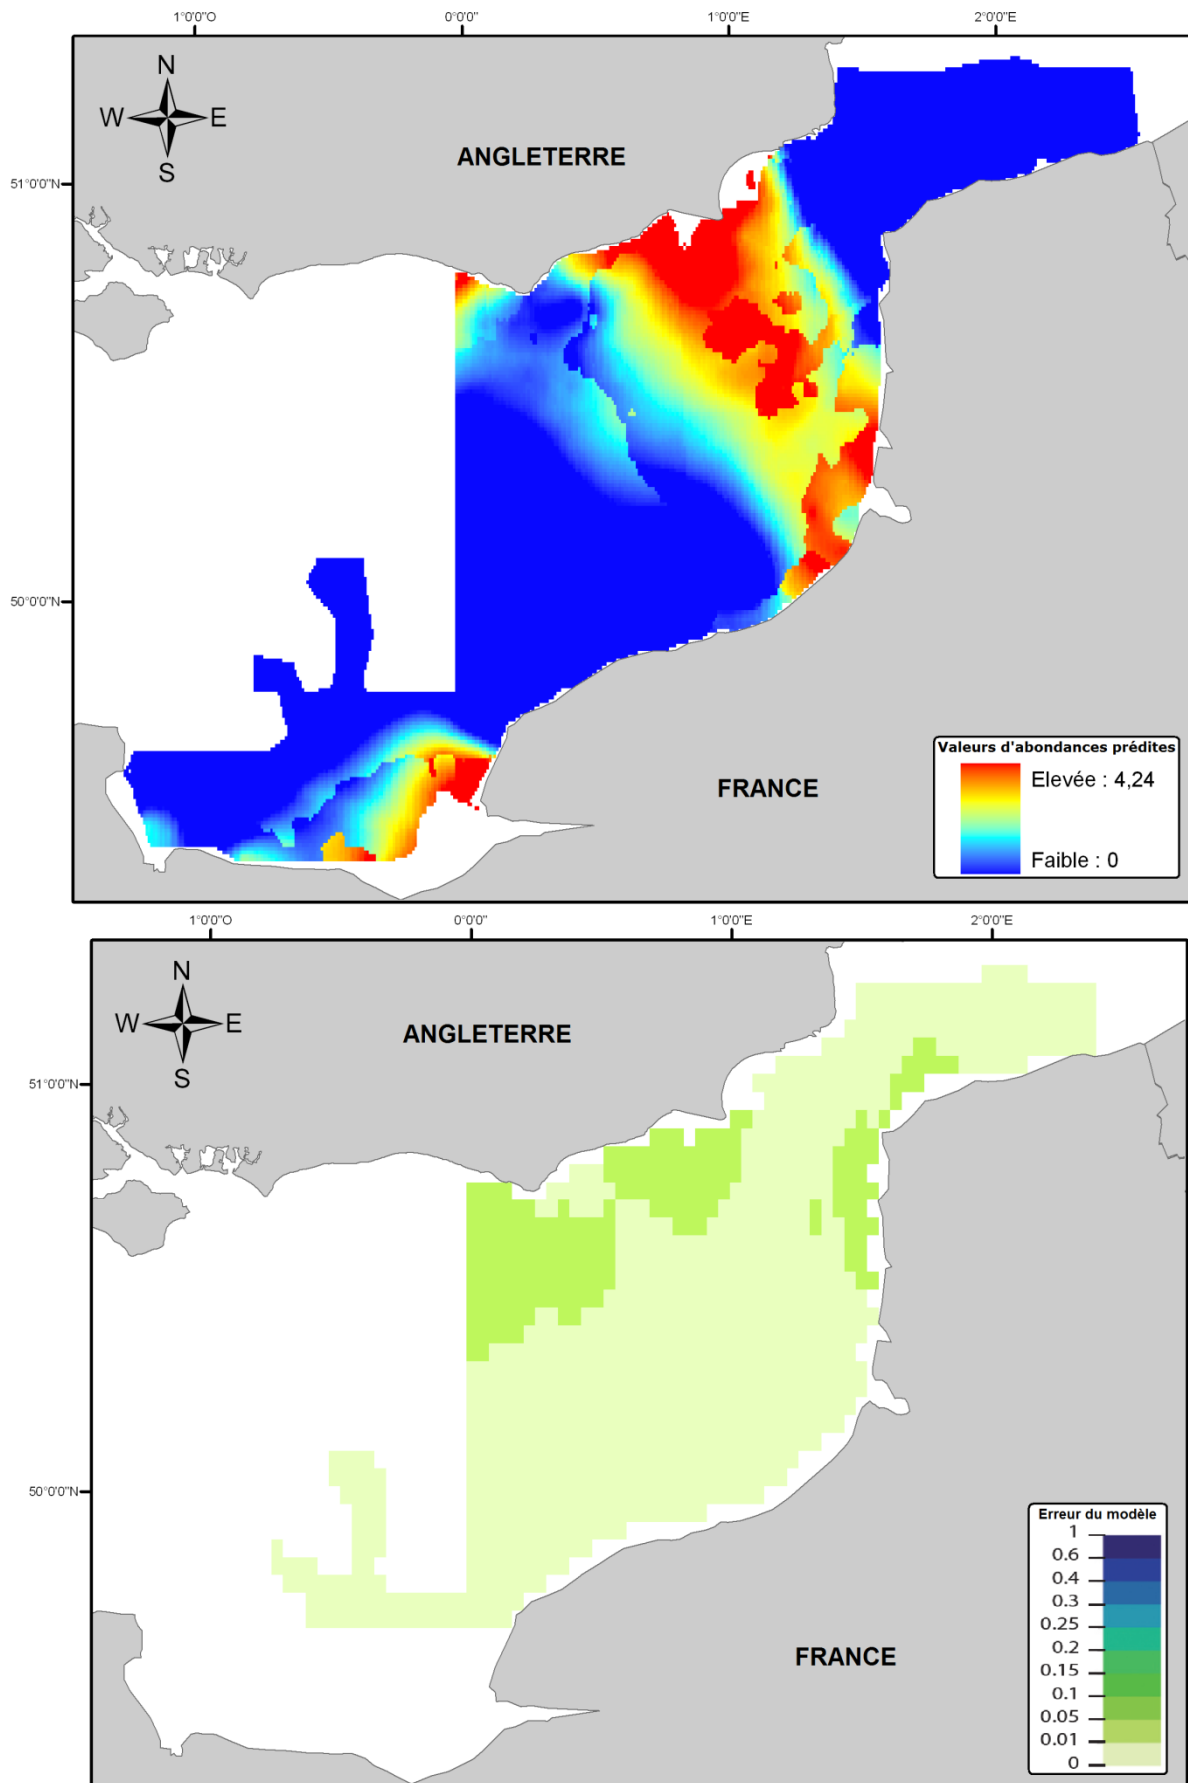 1°0'0"O 0°0'0" 1°0'0"E 2°0'0"E
N
W E
S
ANGLETERRE
51°0'0"N
50°0'0"N
FRANCE
Valeurs d'abondances prédites
Elevée : 4,24
Faible : 0
1°0'0"O 0°0'0" 1°0'0"E 2°0'0"E
N
W E
S
ANGLETERRE
51°0'0"N
50°0'0"N
FRANCE
Erreur du modèle
1
0.6
0.4
0.3
0.25
0.2
0.15
0.1
0.05
0.01
0